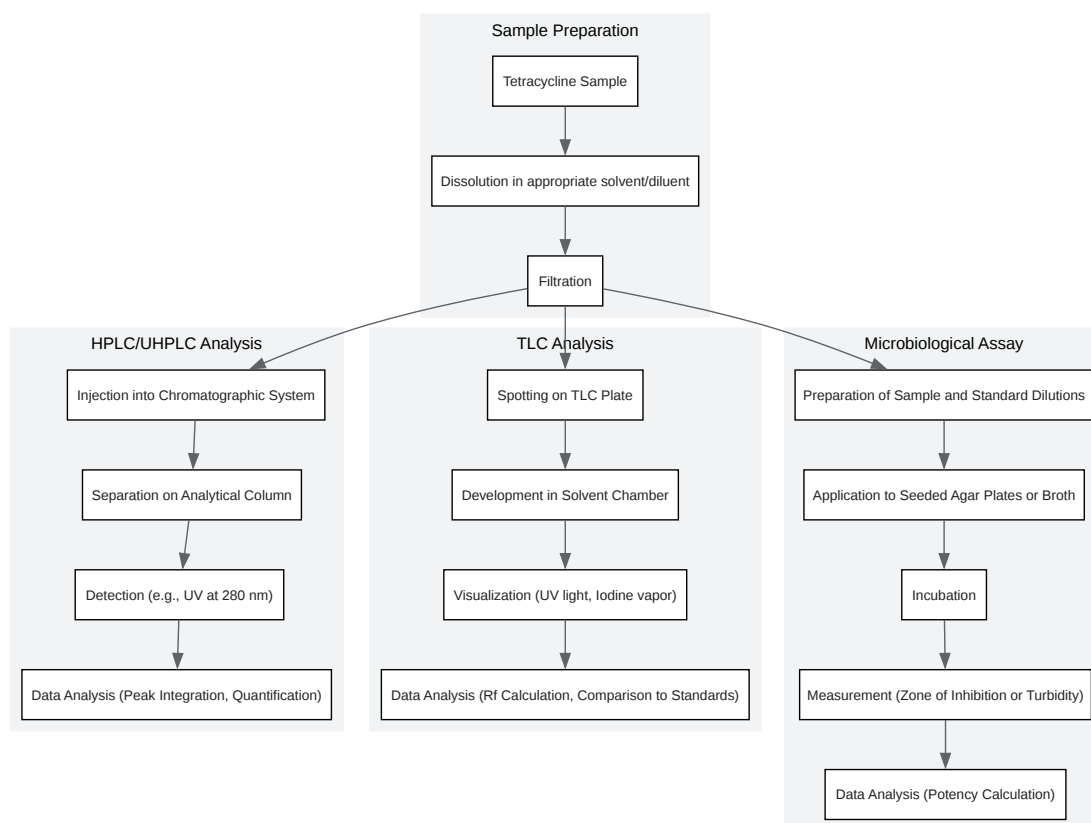 Sample Preparation
Tetracycline Sample
Dissolution in appropriate solvent/diluent
Filtration
HPLC/UHPLC Analysis
Injection into Chromatographic System
Separation on Analytical Column
Detection (e.g., UV at 280 nm)
Data Analysis (Peak Integration, Quantification)
TLC Analysis
Spotting on TLC Plate
Development in Solvent Chamber
Visualization (UV light, Iodine vapor)
Data Analysis (Rf Calculation, Comparison to Standards)
Microbiological Assay
Preparation of Sample and Standard Dilutions
Application to Seeded Agar Plates or Broth
Incubation
Measurement (Zone of Inhibition or Turbidity)
Data Analysis (Potency Calculation)